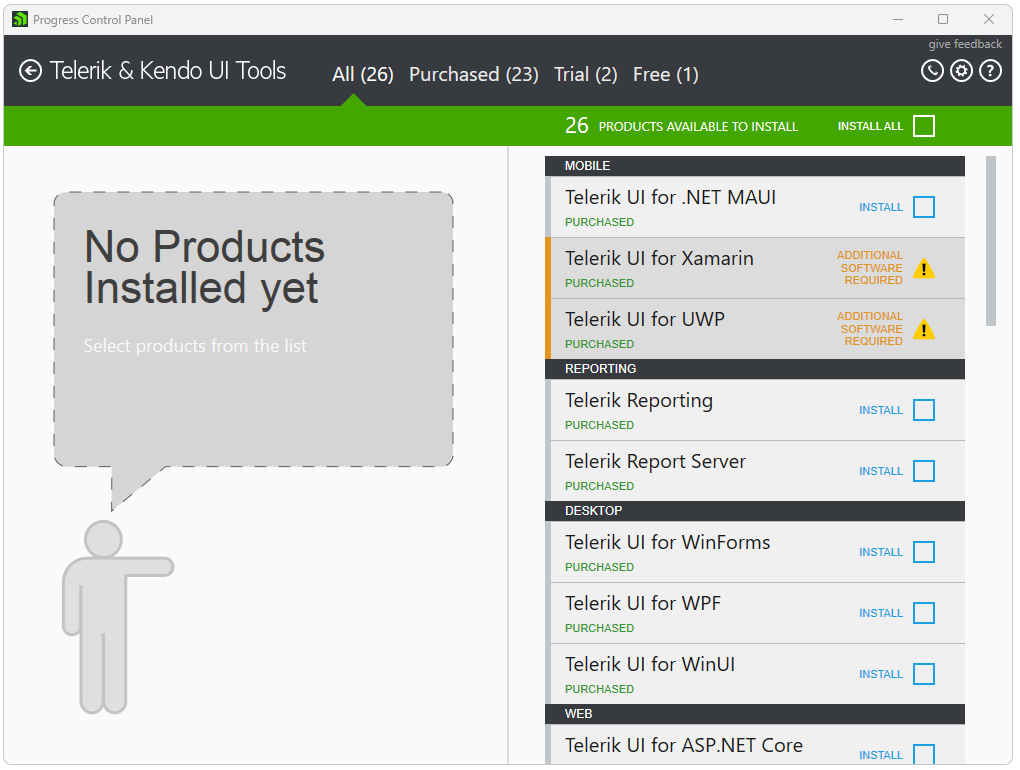 Progress Control Panel
give feedback
Telerik & Kendo UI Tools
All (26) Purchased (23) Trial (2) Free (1)
26 PRODUCTS AVAILABLE TO INSTALL INSTALL ALL
No Products
Installed yet
Select products from the list
MOBILE
Telerik UI for .NET MAUI
PURCHASED
INSTALL
Telerik UI for Xamarin
PURCHASED
ADDITIONAL
SOFTWARE
REQUIRED
Telerik UI for UWP
PURCHASED
ADDITIONAL
SOFTWARE
REQUIRED
REPORTING
Telerik Reporting
PURCHASED
INSTALL
Telerik Report Server
PURCHASED
INSTALL
DESKTOP
Telerik UI for WinForms
PURCHASED
INSTALL
Telerik UI for WPF
PURCHASED
INSTALL
Telerik UI for WinUI
PURCHASED
INSTALL
WEB
Telerik UI for ASP.NET Core
INSTALL